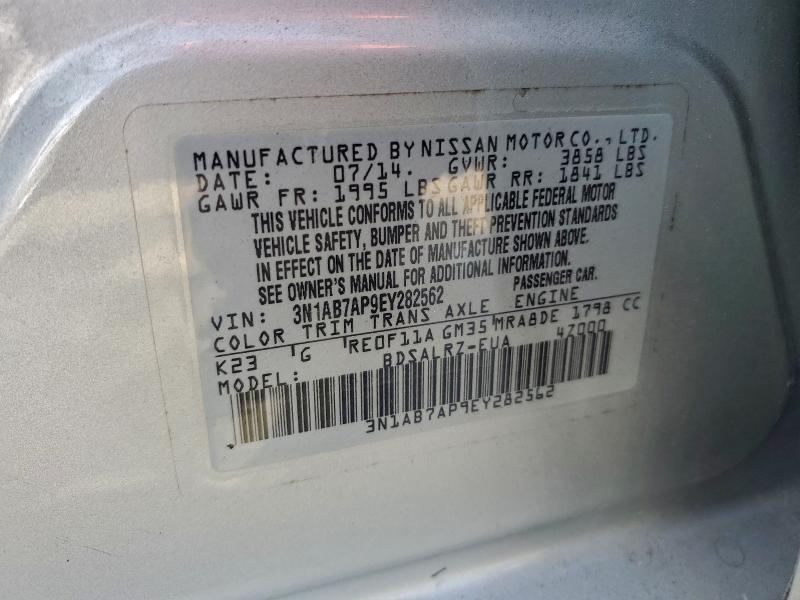 MANUFACTURED BY NISSAN MOTOR CO., LTD.
DATE: 07/14. GVWR: 3858 LBS
GAWR FR: 1995 LBS GAWR RR: 1841 LBS
THIS VEHICLE CONFORMS TO ALL APPLICABLE FEDERAL MOTOR
VEHICLE SAFETY, BUMPER AND THEFT PREVENTION STANDARDS
IN EFFECT ON THE DATE OF MANUFACTURE SHOWN ABOVE.
SEE OWNER'S MANUAL FOR ADDITIONAL INFORMATION.
VIN: 3N1AB7AP9EY282562 PASSENGER CAR.
COLOR TRIM TRANS AXLE ENGINE
K23 G RE0F11A GM35 MRA8DE 1798 CC
MODEL: BDSALRZ-EUA 4Z000
3N1AB7AP9EY282562